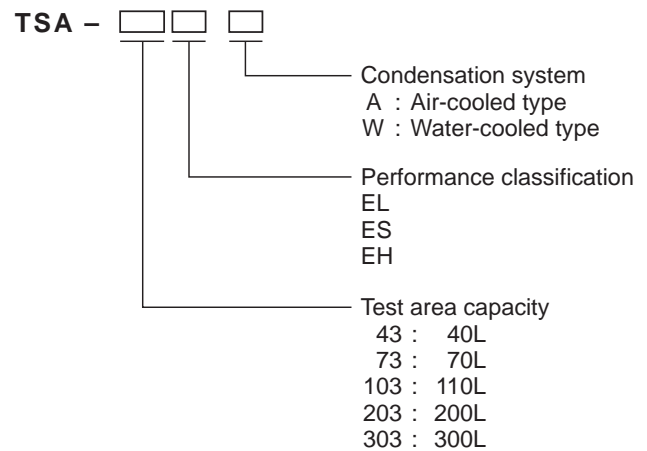 TSA –
Condensation system
A : Air-cooled type
W : Water-cooled type
Performance classification
EL
ES
EH
Test area capacity
43 : 40L
73 : 70L
103 : 110L
203 : 200L
303 : 300L